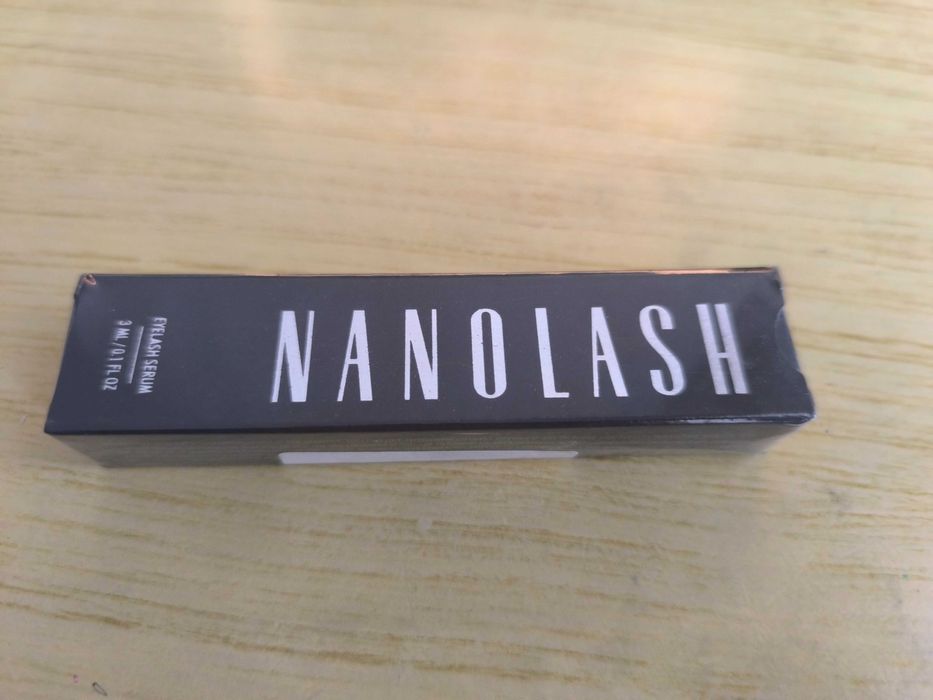 NANOLASH
EYELASH SERUM
3 ML / 0.1 FL OZ